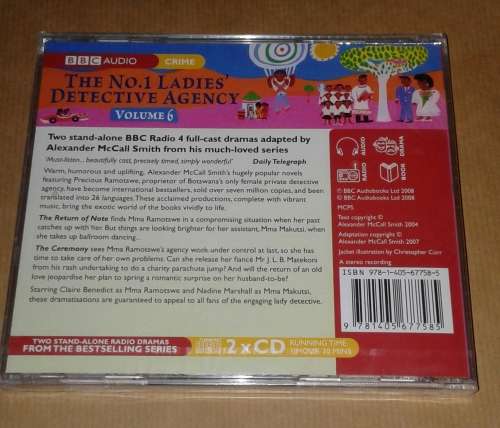 BBC AUDIO CRIME
THE NO.1 LADIES'
DETECTIVE AGENCY
VOLUME 6
Two stand-alone BBC Radio 4 full-cast dramas adapted by
Alexander McCall Smith from his much-loved series
'Must-listen... beautifully cast, precisely timed, simply wonderful' Daily Telegraph
'Warm, humorous and uplifting, Alexander McCall Smith's hugely popular novels
featuring Precious Ramotswe, proprietor of Botswana's only female private detective
agency, have become international bestsellers, sold over seven million copies, and been
translated into 26 languages. These acclaimed productions, complete with vibrant
music, bring the exotic world of the books vividly to life.
The Return of Note finds Mma Ramotswe in a compromising situation when her past
catches up with her. But things are looking brighter for her assistant, Mma Makutsi, when
she takes up ballroom dancing.
The Ceremony sees Mma Ramotswe's agency work under control at last, so she has
time to take care of her own problems. Can she release her fiancé Mr J. L. B. Matekoni
from his rash undertaking to do a charity parachute jump? And will the return of an old
love jeopardise her plan to spring a romantic surprise on her husband-to-be?
Starring Claire Benedict as Mma Ramotswe and Nadine Marshall as Mma Makutsi,
these dramatisations are guaranteed to appeal to all fans of the engaging lady detective.
AUDIO
DRAMA
RADIO
BOOK
© BBC Audiobooks Ltd 2008
© BBC Audiobooks Ltd 2008
MCPS
Text copyright ©
Alexander McCall Smith 2004
Adaptation copyright ©
Alexander McCall Smith 2007
Jacket illustration by Christopher Corr
A stereo recording
ISBN 978-1-405-67758-5
9 781405 677585
TWO STAND-ALONE RADIO DRAMAS
FROM THE BESTSELLING SERIES
2 x CD
RUNNING TIME
1 HOUR 30 MINS